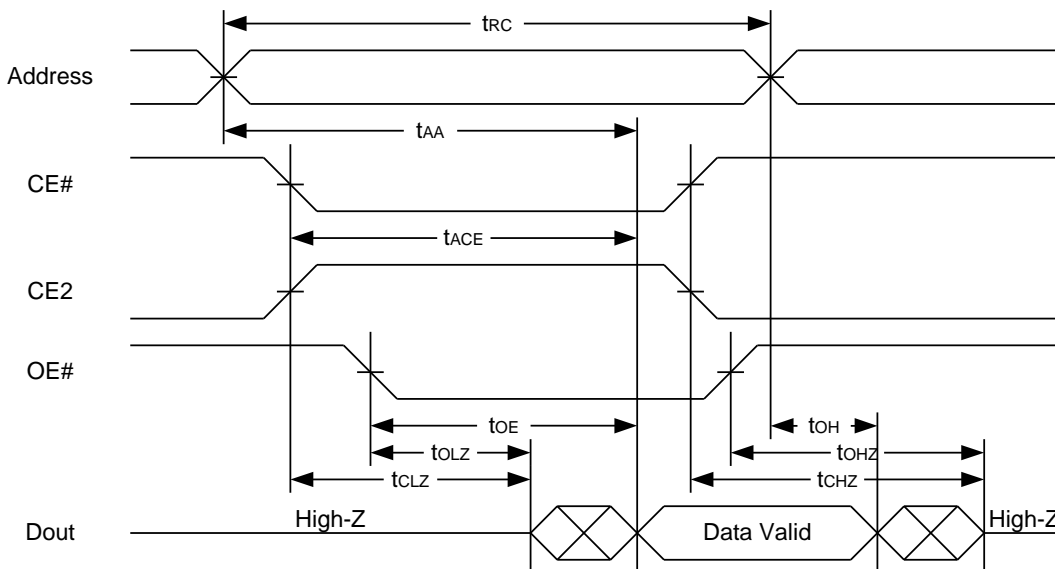 tRC
Address
tAA
CE#
tACE
CE2
OE#
tOE
tOH
tOLZ
tOHZ
tCLZ
tCHZ
High-Z
High-Z
Dout
Data Valid